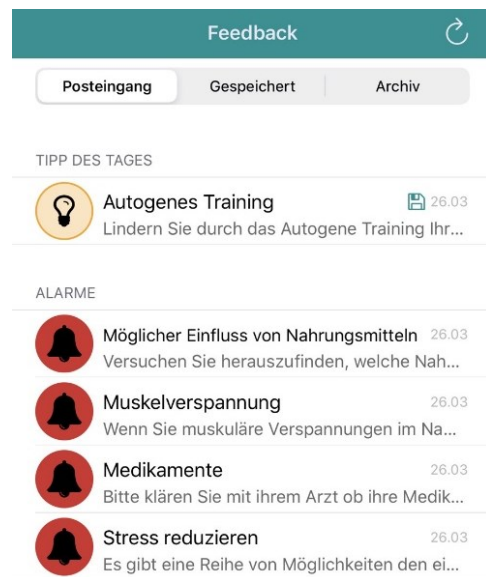 Feedback
Posteingang Gespeichert Archiv
TIPP DES TAGES
Autogenes Training 26.03
Lindern Sie durch das Autogene Training Ihr...
ALARME
Möglicher Einfluss von Nahrungsmitteln 26.03
Versuchen Sie herauszufinden, welche Nah...
Muskelverspannung 26.03
Wenn Sie muskuläre Verspannungen im Na...
Medikamente 26.03
Bitte klären Sie mit ihrem Arzt ob ihre Medik...
Stress reduzieren 26.03
Es gibt eine Reihe von Möglichkeiten den ei...